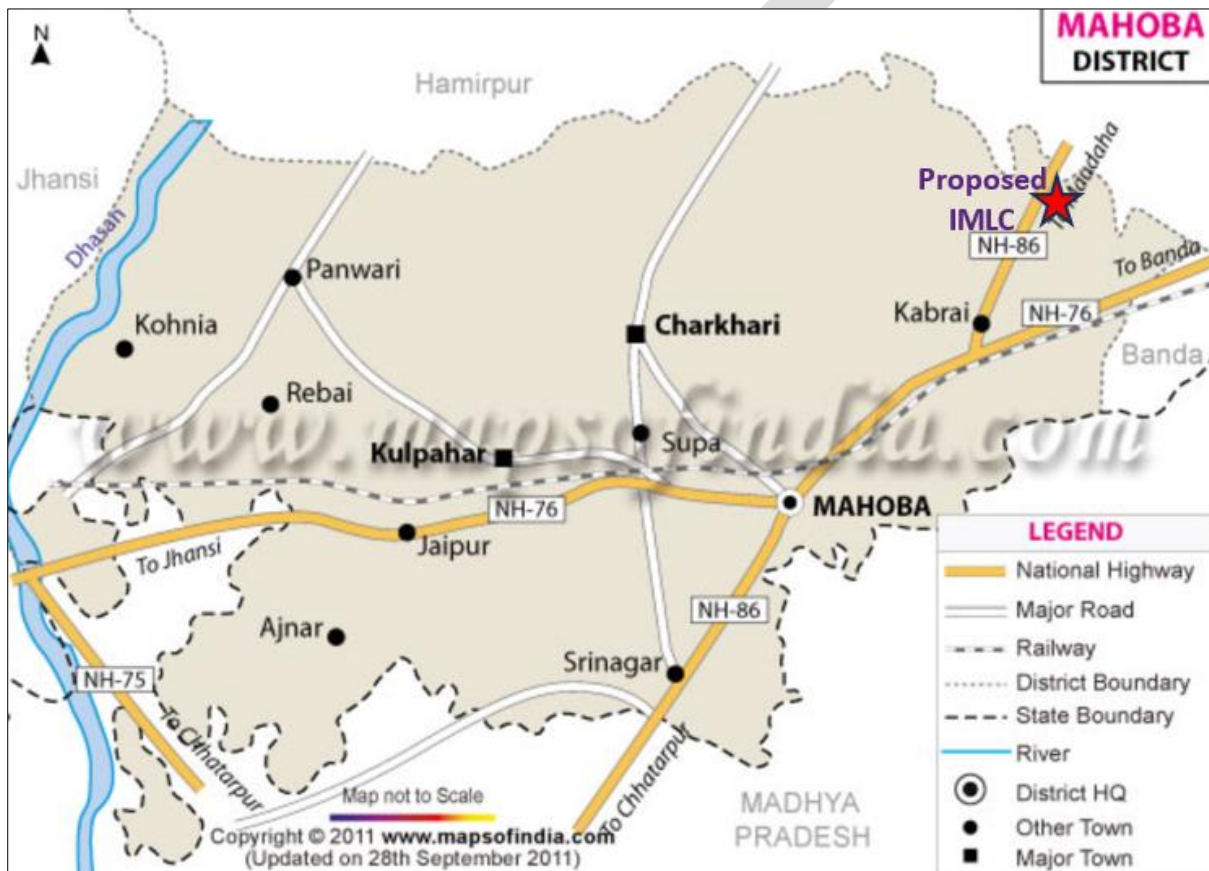 N
MAHOBA
DISTRICT
Hamirpur
Jhansi
Dhasan
Proposed
IMLC
NH-86
To Banda
Panwari
Kabrai
NH-76
Kohnia
Charkhari
Banda
Rebai
www.mapsofindia.com
Supa
Kulpahar
NH-76
MAHOBA
To Jhansi
Jaipur
NH-86
Ajnar
Srinagar
NH-75
To Chhatarpur
To Chhatarpur
MADHYA
PRADESH
LEGEND
National Highway
Major Road
Railway
District Boundary
State Boundary
River
District HQ
Other Town
Major Town
Map not to Scale
Copyright © 2011 www.mapsofindia.com
(Updated on 28th September 2011)